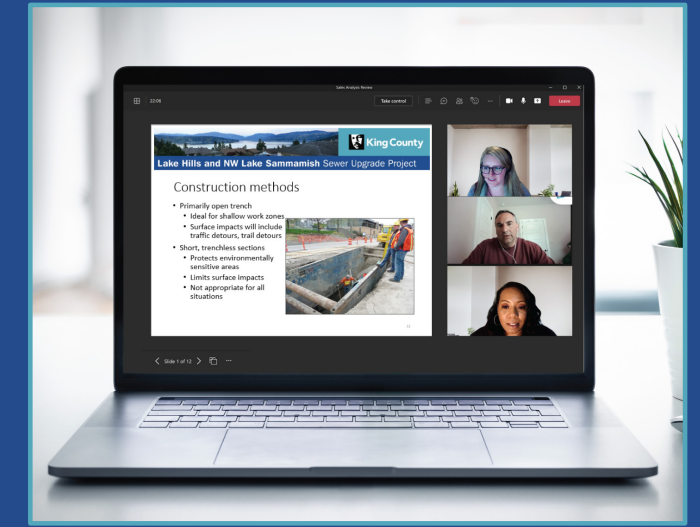 Sales Analysis Review
22:06
Take control
Leave
King County
Lake Hills and NW Lake Sammamish Sewer Upgrade Project
Construction methods
• Primarily open trench
• Ideal for shallow work zones
• Surface impacts will include
traffic detours, trail detours
• Short, trenchless sections
• Protects environmentally
sensitive areas
• Limits surface impacts
• Not appropriate for all
situations
Slide 1 of 12